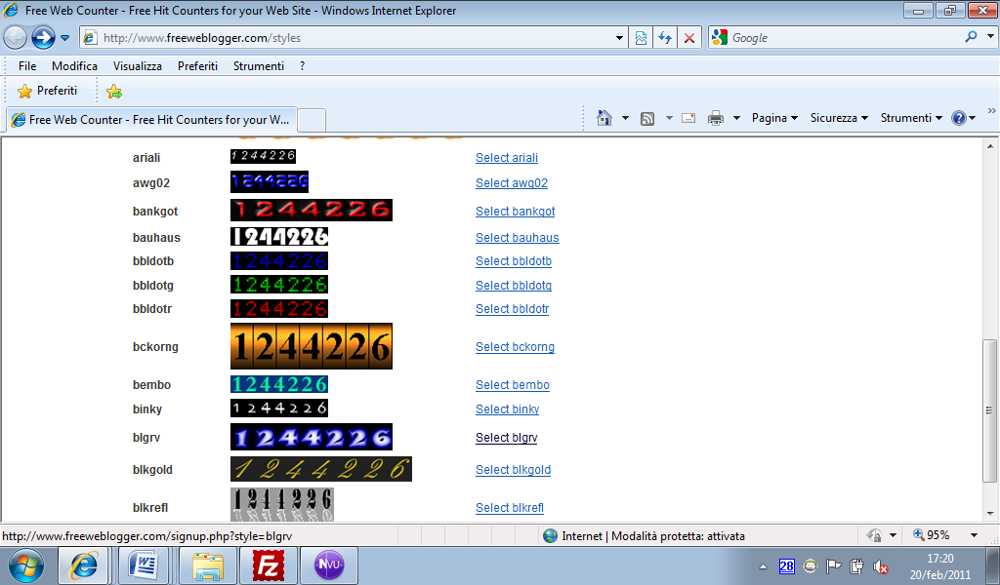 Free Web Counter - Free Hit Counters for your Web Site - Windows Internet Explorer
http://www.freeweblogger.com/styles
Google
File Modifica Visualizza Preferiti Strumenti ?
Preferiti
Free Web Counter - Free Hit Counters for your W...
Pagina Sicurezza Strumenti
ariali 1244226 Select ariali
awg02 1244226 Select awg02
bankgot 1244226 Select bankgot
bauhaus 1244226 Select bauhaus
bbldotb 1244226 Select bbldotb
bbldotg 1244226 Select bbldotg
bbldotr 1244226 Select bbldotr
bckorng 1244226 Select bckorng
bembo 1244226 Select bembo
binky 1244226 Select binky
blgrv 1244226 Select blgrv
blkgold 1244226 Select blkgold
blkrefl 1244226 Select blkrefl
http://www.freeweblogger.com/signup.php?style=blgrv
Internet | Modalità protetta: attivata
95%
W
Fz
NVU
28
17:20
20/feb/2011